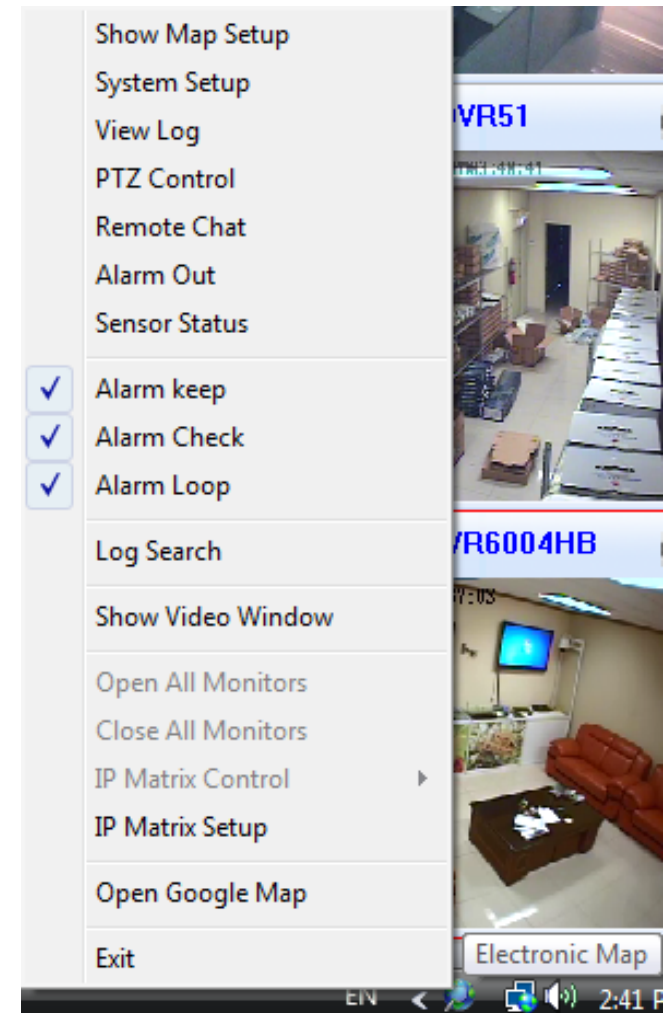 Show Map Setup
System Setup
View Log
PTZ Control
Remote Chat
Alarm Out
Sensor Status
Alarm keep
Alarm Check
Alarm Loop
Log Search
Show Video Window
Open All Monitors
Close All Monitors
IP Matrix Control
IP Matrix Setup
Open Google Map
Exit
VR51
VR6004HB
Electronic Map
EN
2:41 P